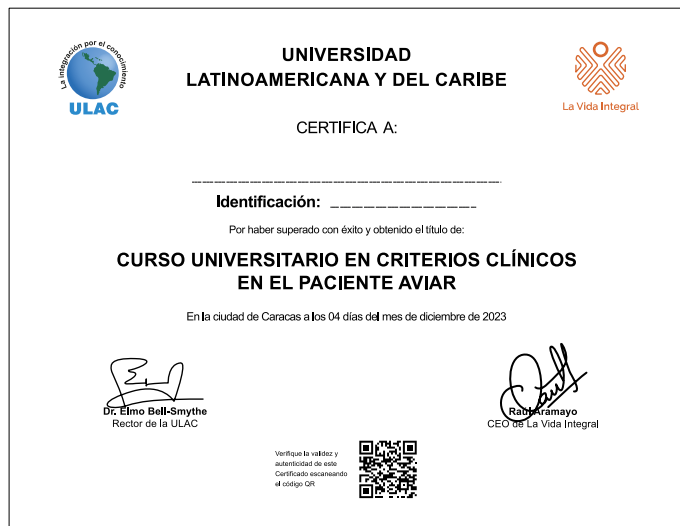 La integración por el conocimiento
ULAC
UNIVERSIDAD
LATINOAMERICANA Y DEL CARIBE
La Vida Integral
CERTIFICA A:
Identificación:
Por haber superado con éxito y obtenido el título de:
CURSO UNIVERSITARIO EN CRITERIOS CLÍNICOS
EN EL PACIENTE AVIAR
En la ciudad de Caracas a los 04 días del mes de diciembre de 2023
Dr. Elmo Bell-Smythe
Rector de la ULAC
Raúl Aramayo
CEO de La Vida Integral
Verifique la validez y
autenticidad de este
Certificado escaneando
el código QR